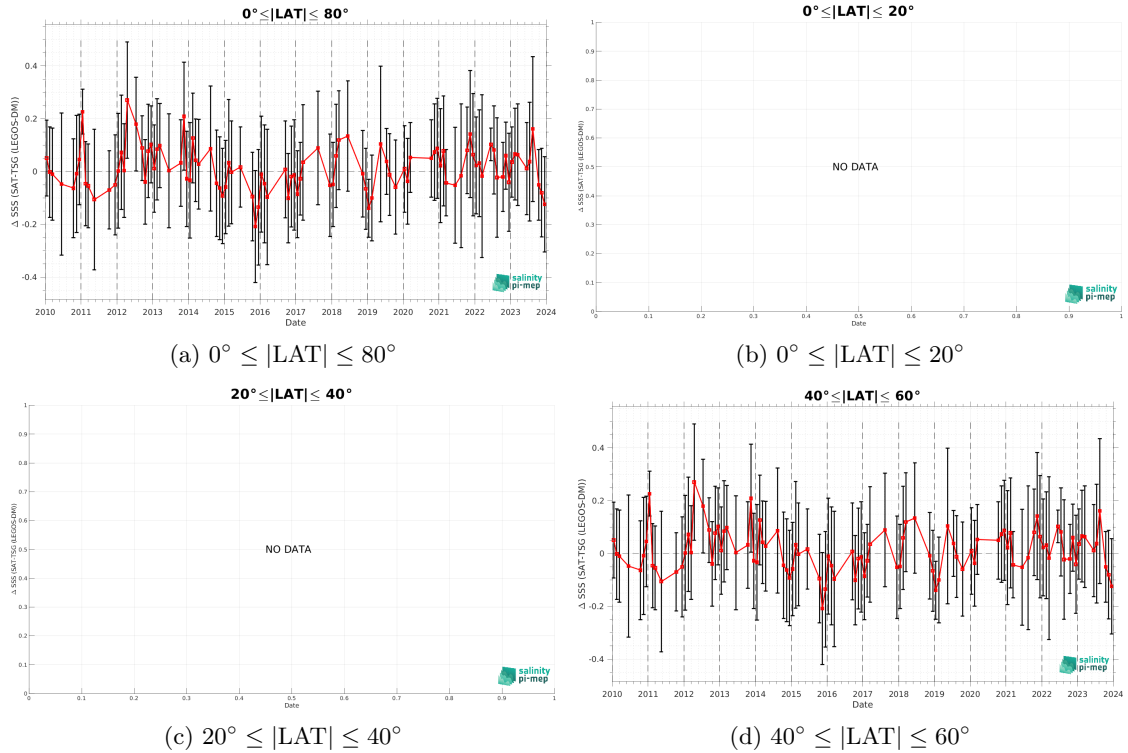 0°≤|LAT|≤ 80°
Δ SSS (SAT-TSG (LEGOS-DM))
0.4
0.2
0
-0.2
-0.4
2010 2011 2012 2013 2014 2015 2016 2017 2018 2019 2020 2021 2022 2023 2024
Date
salinity
pi-mep
(a) 0° ≤ |LAT| ≤ 80°
0°≤|LAT|≤ 20°
Δ SSS (SAT-TSG (LEGOS-DM))
1
0.9
0.8
0.7
0.6
0.5
0.4
0.3
0.2
0.1
0
NO DATA
0 0.1 0.2 0.3 0.4 0.5 0.6 0.7 0.8 0.9 1
Date
salinity
pi-mep
(b) 0° ≤ |LAT| ≤ 20°
20°≤|LAT|≤ 40°
Δ SSS (SAT-TSG (LEGOS-DM))
1
0.9
0.8
0.7
0.6
0.5
0.4
0.3
0.2
0.1
0
NO DATA
0 0.1 0.2 0.3 0.4 0.5 0.6 0.7 0.8 0.9 1
Date
salinity
pi-mep
(c) 20° ≤ |LAT| ≤ 40°
40°≤|LAT|≤ 60°
Δ SSS (SAT-TSG (LEGOS-DM))
0.4
0.2
0
-0.2
-0.4
2010 2011 2012 2013 2014 2015 2016 2017 2018 2019 2020 2021 2022 2023 2024
Date
salinity
pi-mep
(d) 40° ≤ |LAT| ≤ 60°